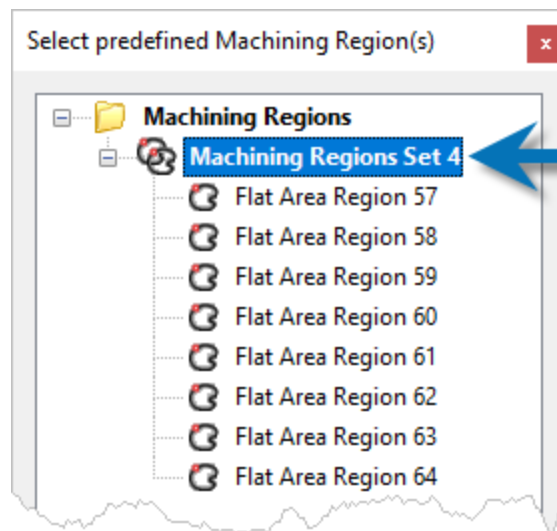 Select predefined Machining Region(s)
x
Machining Regions
Machining Regions Set 4
Flat Area Region 57
Flat Area Region 58
Flat Area Region 59
Flat Area Region 60
Flat Area Region 61
Flat Area Region 62
Flat Area Region 63
Flat Area Region 64